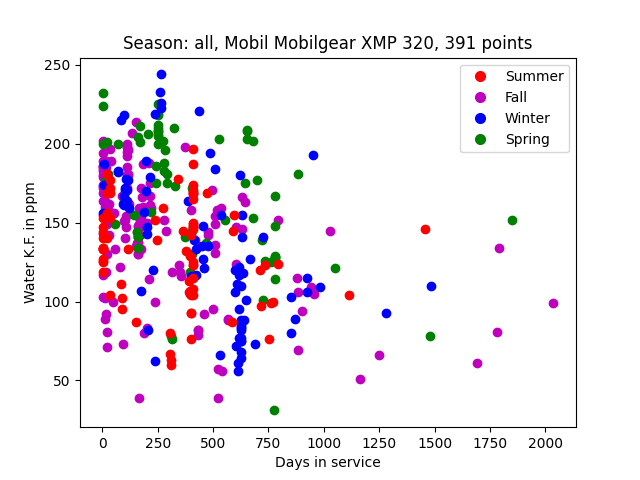 Season: all, Mobil Mobilgear XMP 320, 391 points
Water K.F. in ppm
250
200
150
100
50
Summer
Fall
Winter
Spring
0 250 500 750 1000 1250 1500 1750 2000
Days in service